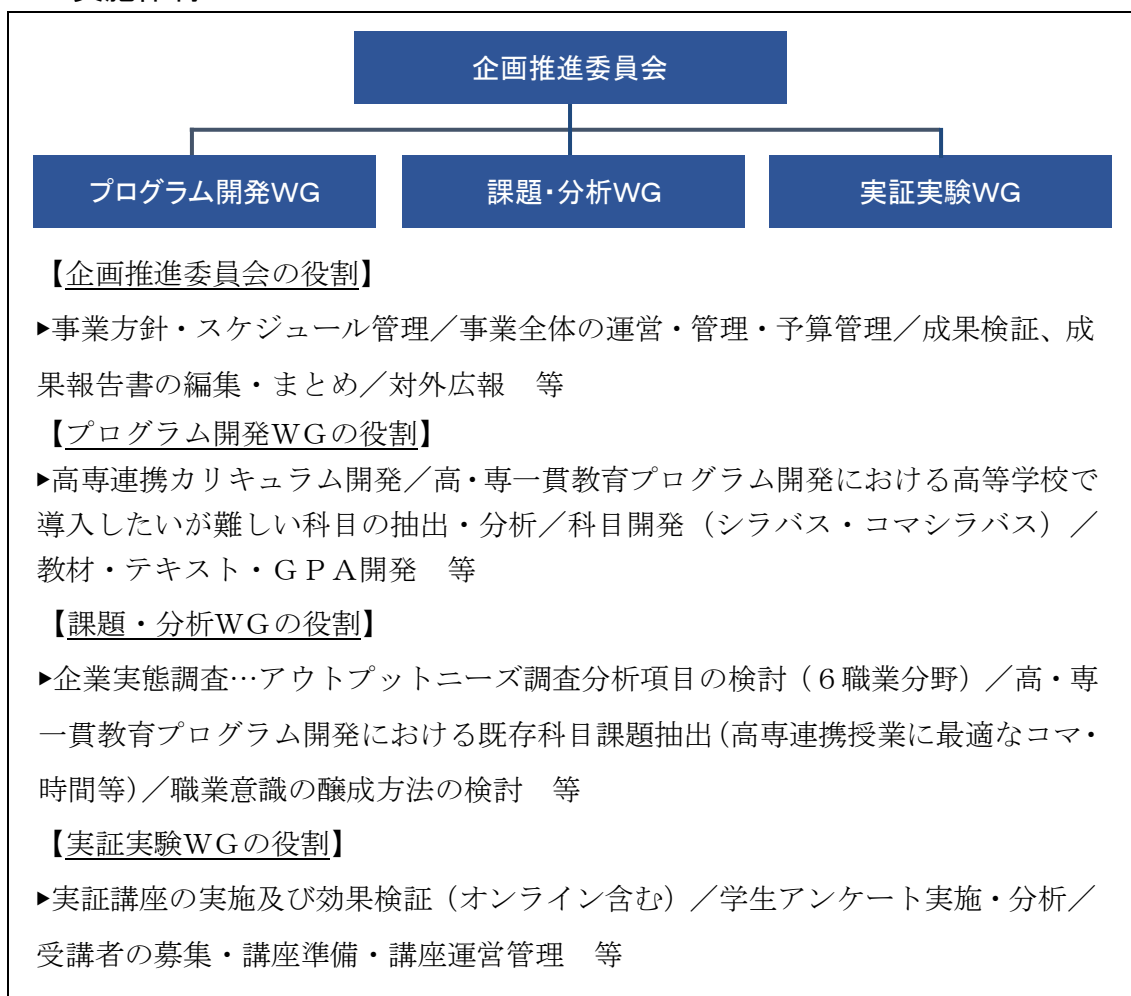 企画推進委員会
プログラム開発WG
課題・分析WG
実証実験WG
【企画推進委員会の役割】
▶事業方針・スケジュール管理／事業全体の運営・管理・予算管理／成果検証、成
果報告書の編集・まとめ／対外広報　等
【プログラム開発ＷＧの役割】
▶高専連携カリキュラム開発／高・専一貫教育プログラム開発における高等学校で
導入したいが難しい科目の抽出・分析／科目開発（シラバス・コマシラバス）／
教材・テキスト・ＧＰＡ開発　等
【課題・分析ＷＧの役割】
▶企業実態調査…アウトプットニーズ調査分析項目の検討（６職業分野）／高・専
一貫教育プログラム開発における既存科目課題抽出(高専連携授業に最適なコマ・
時間等)／職業意識の醸成方法の検討　等
【実証実験ＷＧの役割】
▶実証講座の実施及び効果検証（オンライン含む）／学生アンケート実施・分析／
受講者の募集・講座準備・講座運営管理　等